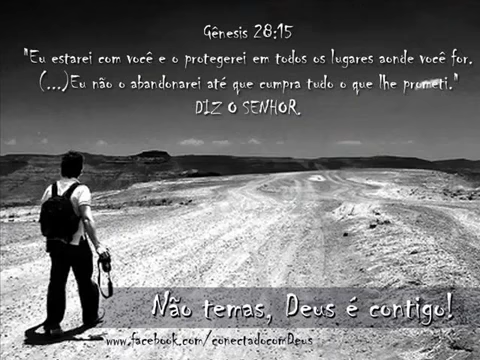 Gênesis 28:15
"Eu estarei com você e o protegerei em todos os lugares aonde você for.
(...)Eu não o abandonarei até que cumpra tudo o que lhe prometi."
DIZ O SENHOR.
Não temas, Deus é contigo!
www.facebook.com/conectadocomDeus